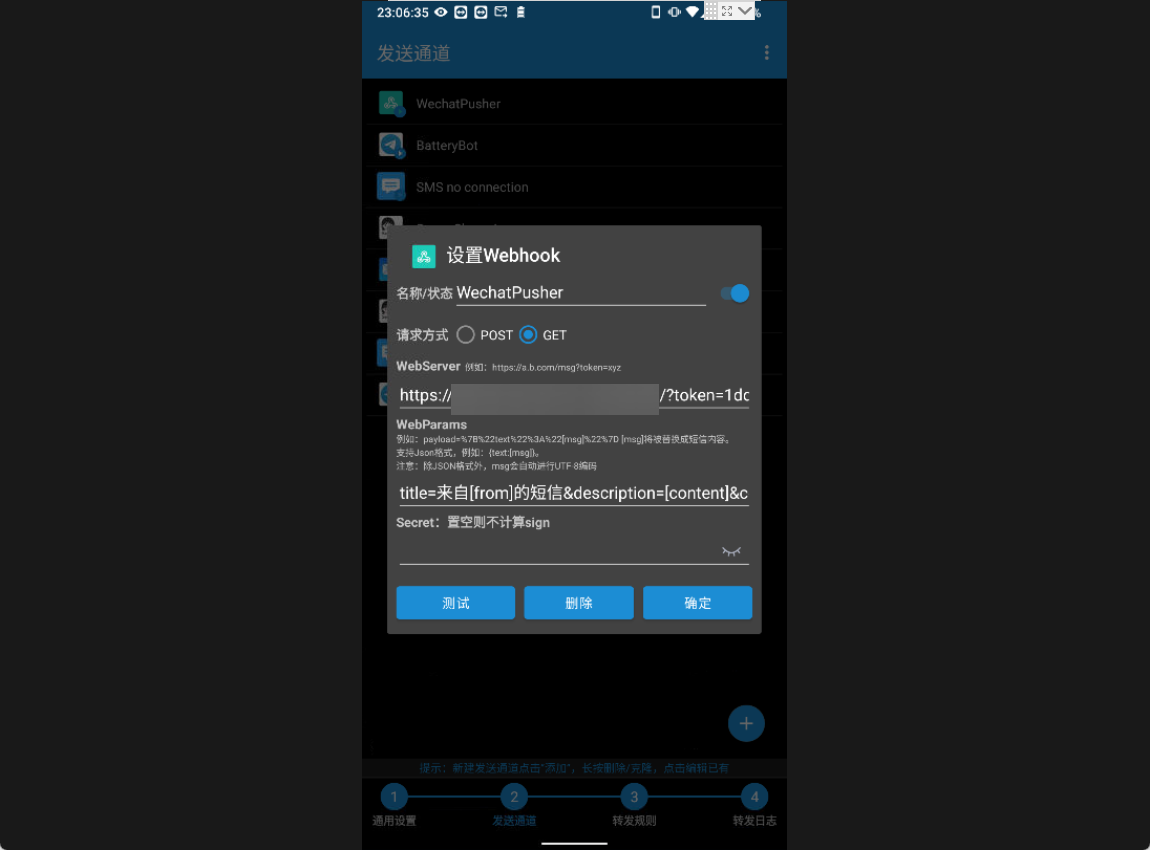 23:06:35
发送通道
WechatPusher
BatteryBot
SMS no connection
设置Webhook
名称/状态 WechatPusher
请求方式 POST GET
WebServer 例如：https://a.b.com/msg?token=xyz
https:// /?token=1dc
WebParams
例如：payload=%7B%22text%22%3A%22[msg]%22%7D [msg]将被替换成短信内容。
支持Json格式，例如：{text:[msg]}。
注意：除JSON格式外，msg会自动进行UTF-8编码
title=来自[from]的短信&description=[content]&c
Secret：置空则不计算sign
测试 删除 确定
提示：新建发送通道点击“添加”，长按删除/克隆，点击编辑已有
1 2 3 4
通用设置 发送通道 转发规则 转发日志